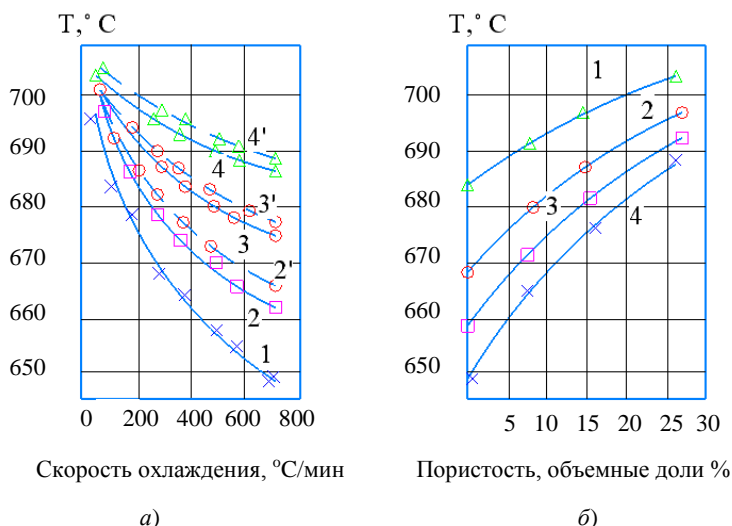 T,° C
T,° C
700
690
680
670
660
650
4'
4
3'
3
2'
2
1
0 200 400 600 800
Скорость охлаждения, °С/мин
а)
700
690
680
670
660
650
1
2
3
4
5 10 15 20 25 30
Пористость, объемные доли %
б)